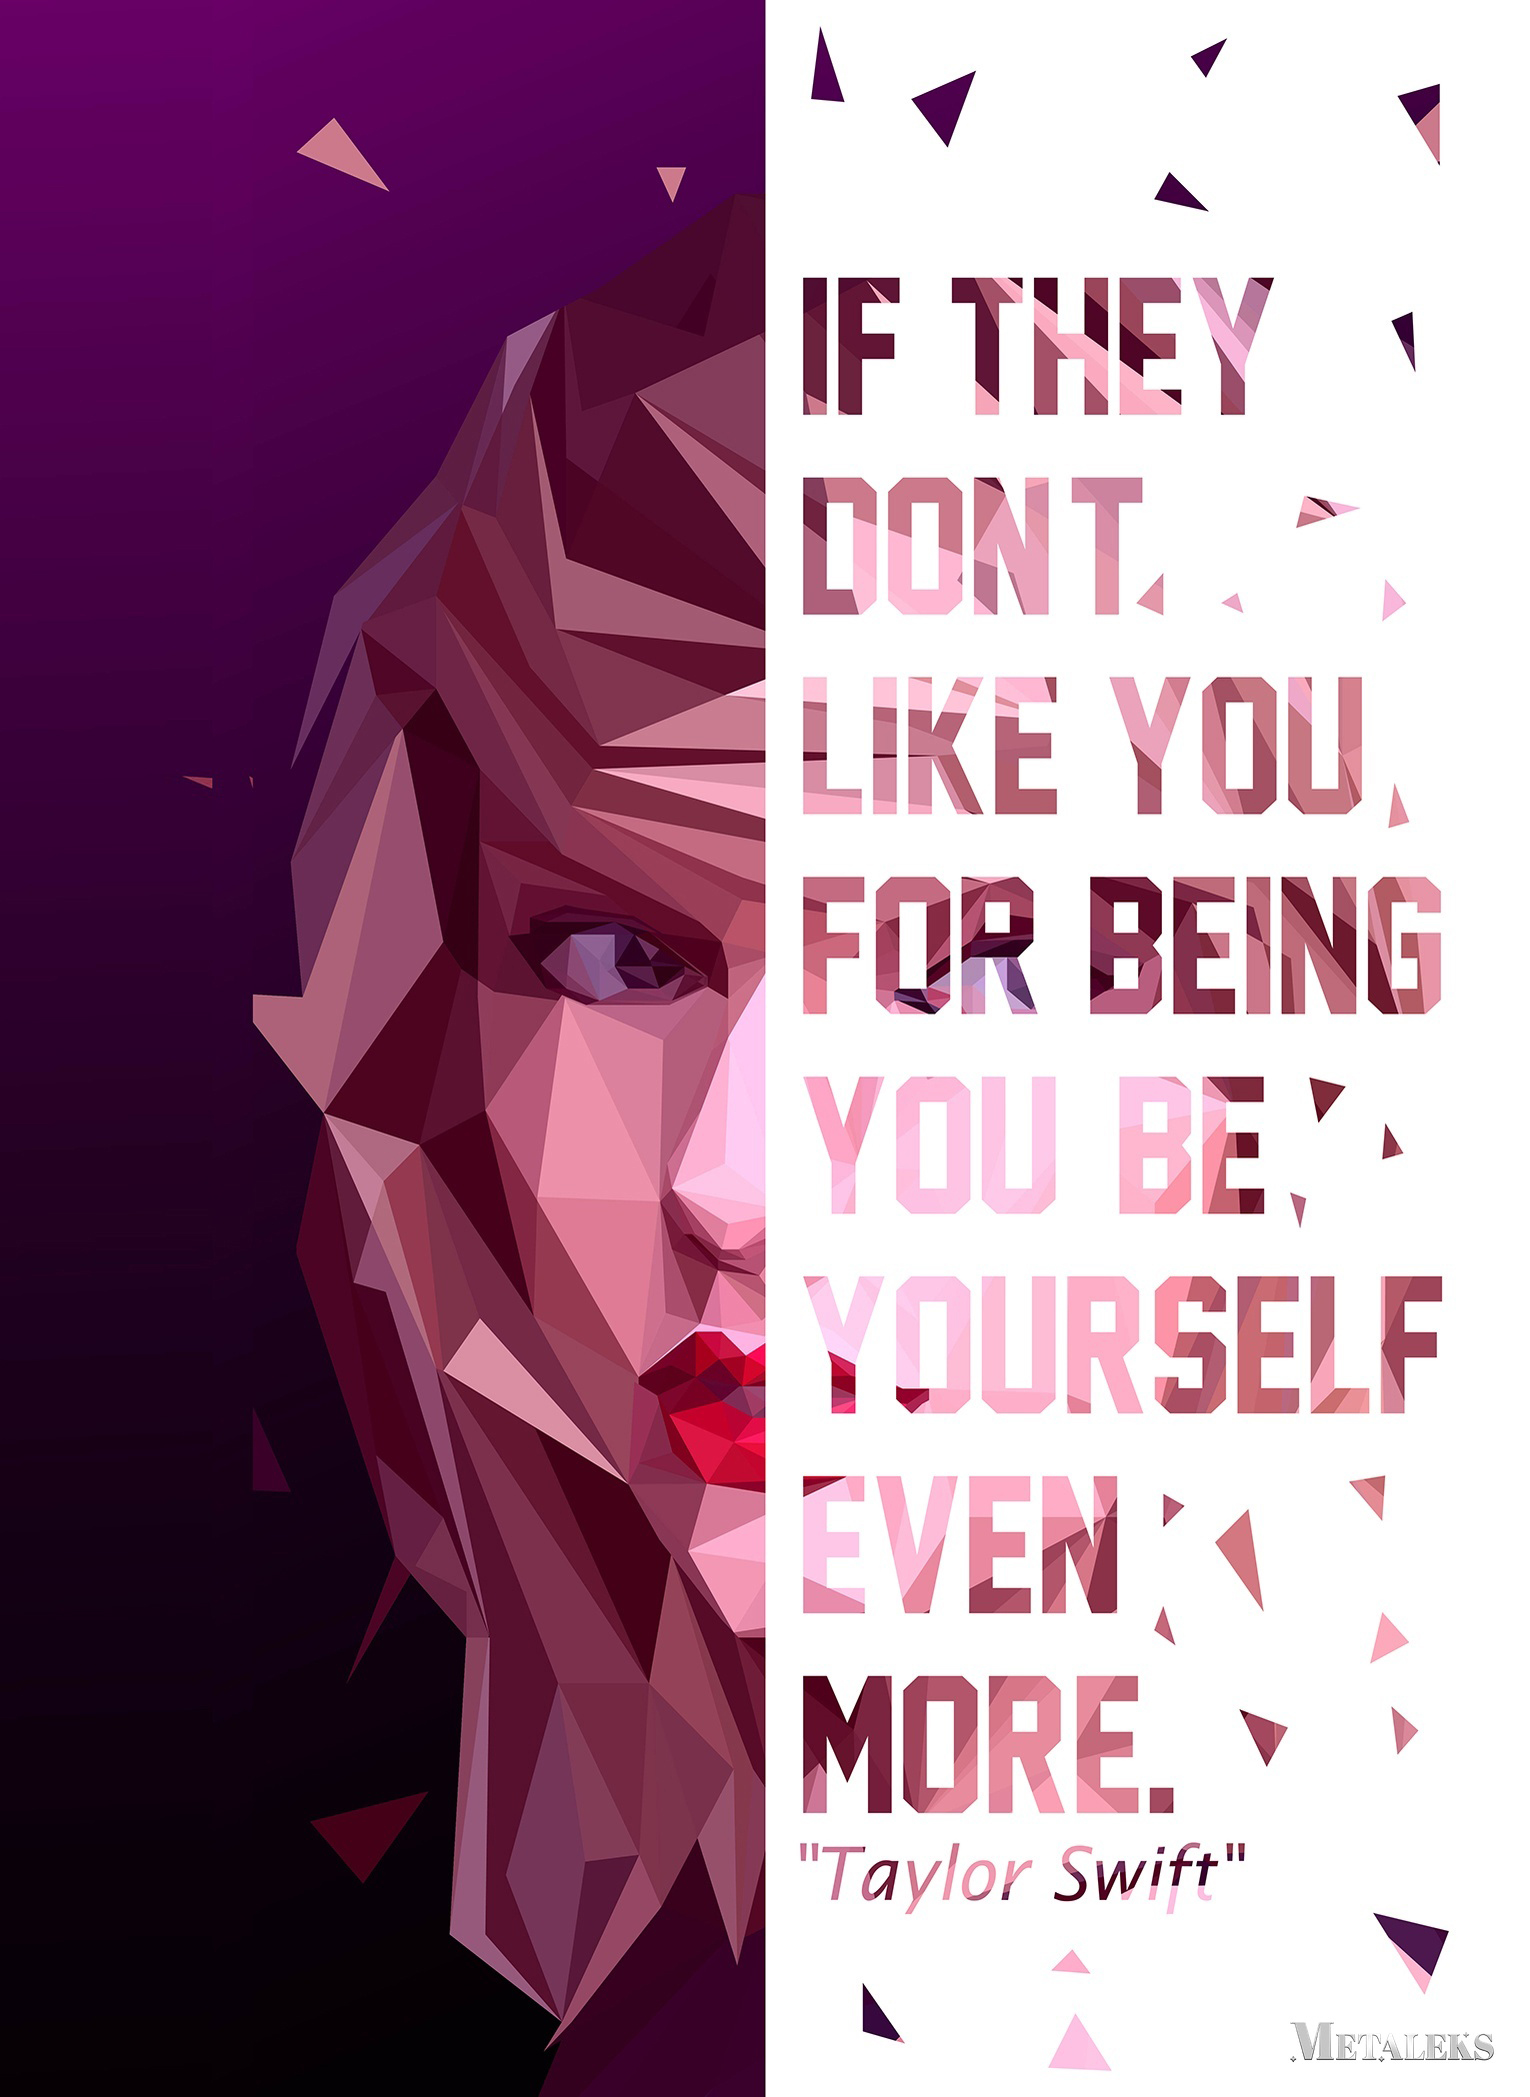 IF THEY
DONT
LIKE YOU
FOR BEING
YOU BE
YOURSELF
EVEN
MORE.
"Taylor Swift"
METALEKS